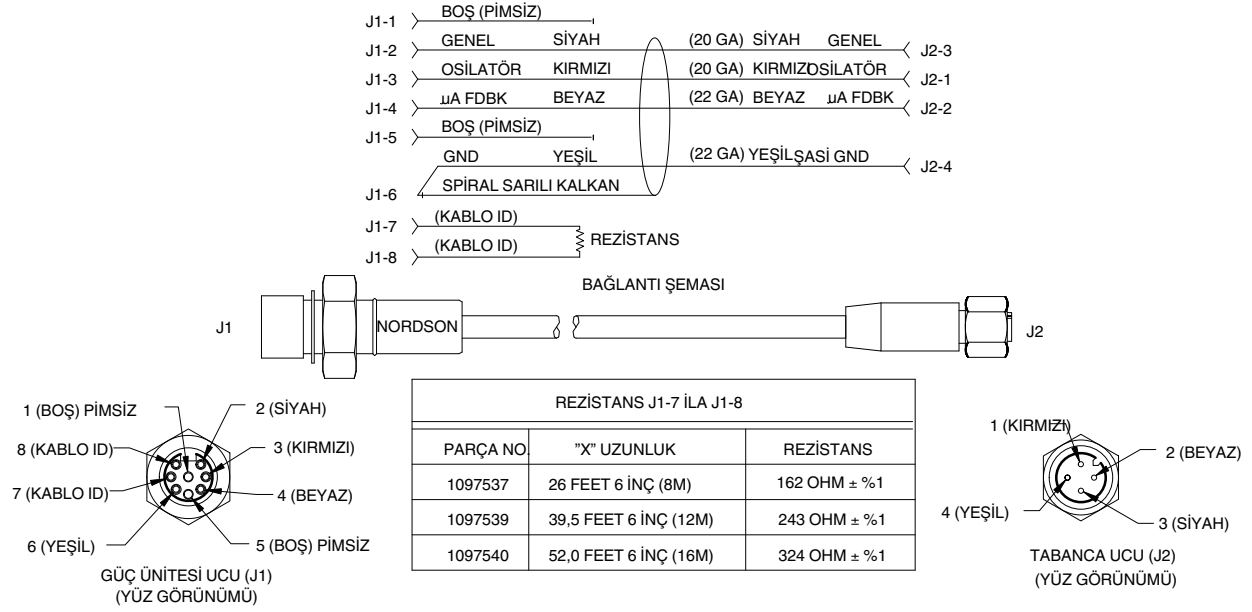 J1-1 BOŞ (PİMSİZ)
J1-2 GENEL SİYAH (20 GA) SİYAH GENEL J2-3
J1-3 OSİLATÖR KIRMIZI (20 GA) KIRMIZI OSİLATÖR J2-1
J1-4 µA FDBK BEYAZ (22 GA) BEYAZ µA FDBK J2-2
J1-5 BOŞ (PİMSİZ)
GND YEŞİL (22 GA) YEŞİL ŞASİ GND J2-4
J1-6 SPİRAL SARILI KALKAN
J1-7 (KABLO ID)
REZİSTANS
J1-8 (KABLO ID)
BAĞLANTI ŞEMASI
J1 NORDSON J2
1 (BOŞ) PİMSİZ
2 (SİYAH)
8 (KABLO ID)
3 (KIRMIZI)
7 (KABLO ID)
4 (BEYAZ)
6 (YEŞİL)
5 (BOŞ) PİMSİZ
GÜÇ ÜNİTESİ UCU (J1)
(YÜZ GÖRÜNÜMÜ)
REZİSTANS J1-7 İLA J1-8
PARÇA NO. "X" UZUNLUK REZİSTANS
1097537 26 FEET 6 İNÇ (8M) 162 OHM ± %1
1097539 39,5 FEET 6 İNÇ (12M) 243 OHM ± %1
1097540 52,0 FEET 6 İNÇ (16M) 324 OHM ± %1
1 (KIRMIZI)
2 (BEYAZ)
4 (YEŞİL)
3 (SİYAH)
TABANCA UCU (J2)
(YÜZ GÖRÜNÜMÜ)